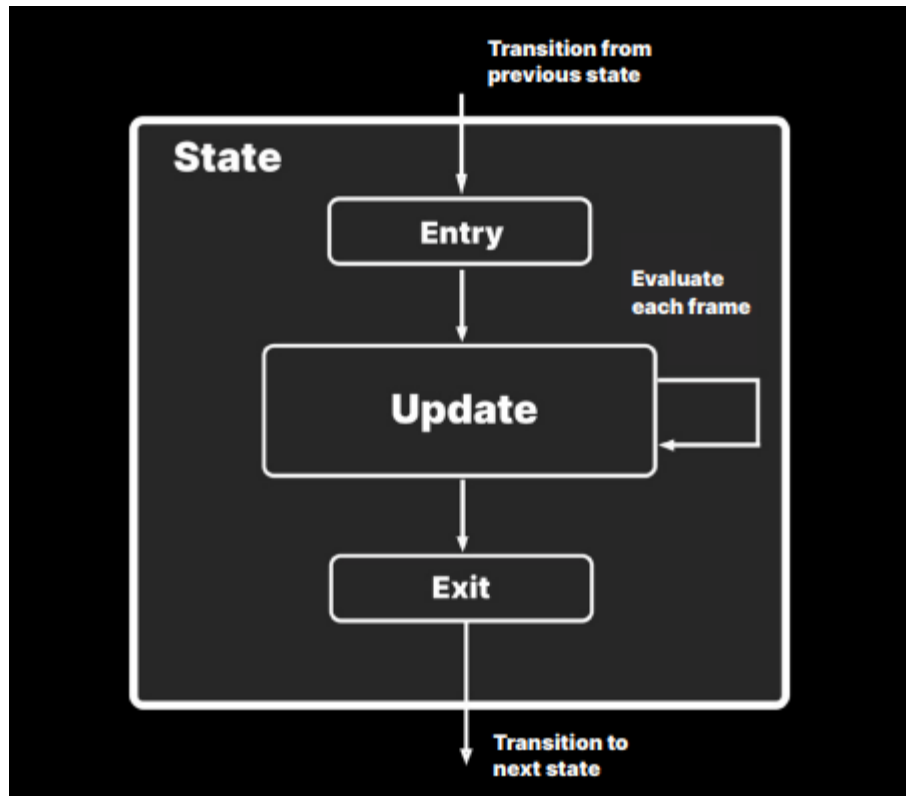 Transition from
previous state
State
Entry
Evaluate
each frame
Update
Exit
Transition to
next state